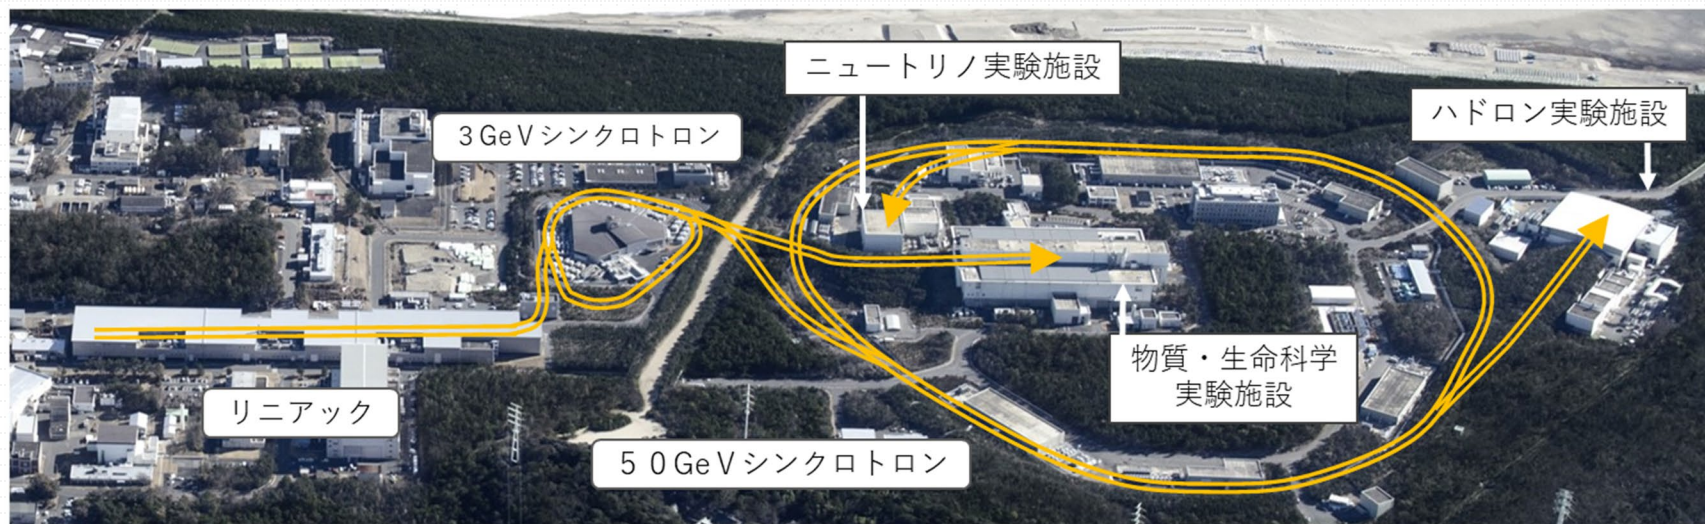 ニュートリノ実験施設
ハドロン実験施設
３GeVシンクロトロン
物質・生命科学
実験施設
リニアック
５０GeVシンクロトロン